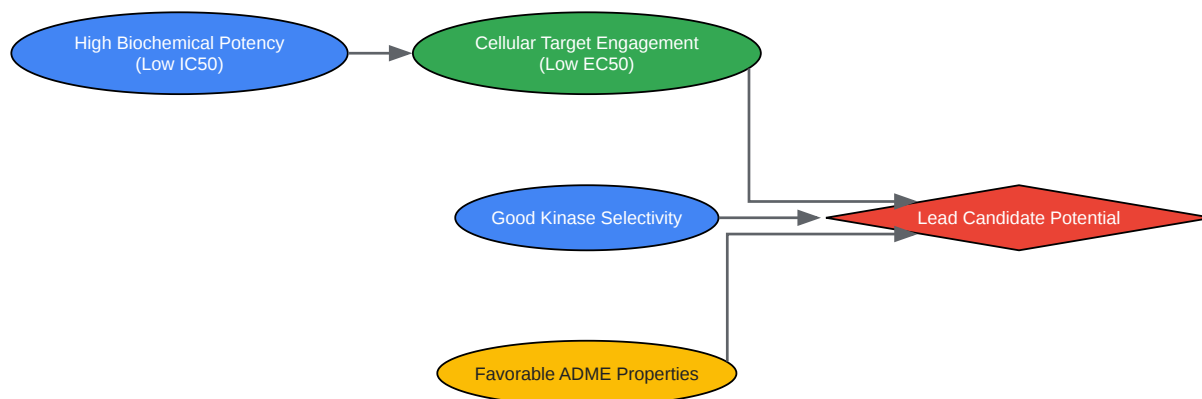 High Biochemical Potency
(Low IC50)
Cellular Target Engagement
(Low EC50)
Good Kinase Selectivity
Lead Candidate Potential
Favorable ADME Properties